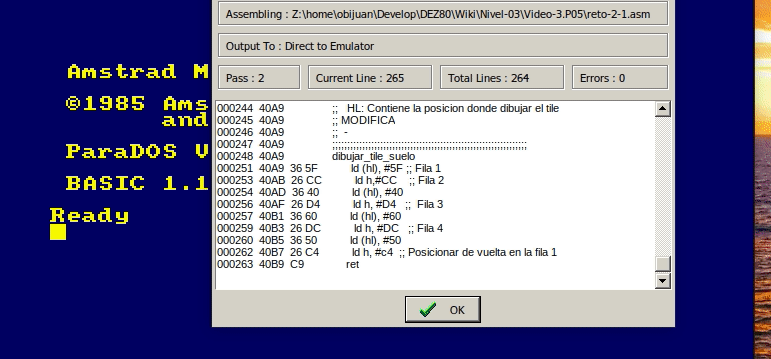 Assembling : Z:\home\obijuan\Develop\DEZ80\Wiki\Nivel-03\Video-3.P05\reto-2-1.asm
Output To : Direct to Emulator
Pass : 2 Current Line : 265 Total Lines : 264 Errors : 0
000244 40A9 ;; HL: Contiene la posicion donde dibujar el tile
000245 40A9 ;; MODIFICA
000246 40A9 ;; -
000247 40A9 ;;;;;;;;;;;;;;;;;;;;;;;;;;;;;;;;;;;;;;;;;;;;;;;;;;;;;;;;;;;;;;;;;
000248 40A9 dibujar_tile_suelo
000251 40A9 36 5F ld (hl), #5F ;; Fila 1
000253 40AB 26 CC ld h,#CC ;; Fila 2
000254 40AD 36 40 ld (hl), #40
000256 40AF 26 D4 ld h, #D4 ;; Fila 3
000257 40B1 36 60 ld (hl), #60
000259 40B3 26 DC ld h, #DC ;; Fila 4
000260 40B5 36 50 ld (hl), #50
000262 40B7 26 C4 ld h, #c4 ;; Posicionar de vuelta en la fila 1
000263 40B9 C9 ret
OK
Amstrad M
©1985 Ams
and
ParaDOS V
BASIC 1.1
Ready